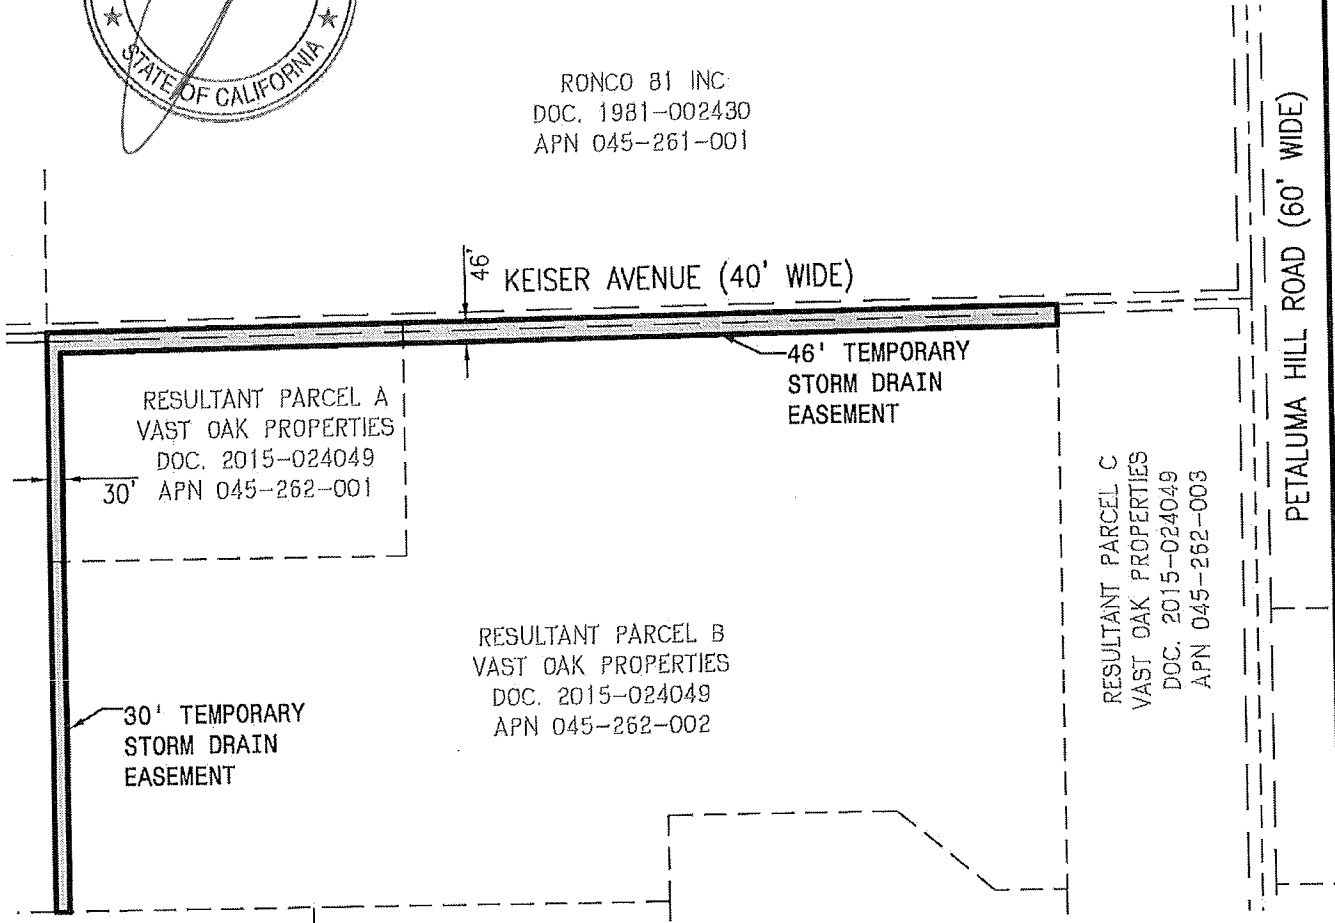 STATE OF CALIFORNIA
RONCO 81 INC
DOC. 1981-002430
APN 045-261-001
PETALUMA HILL ROAD (60' WIDE)
46'
KEISER AVENUE (40' WIDE)
46' TEMPORARY
STORM DRAIN
EASEMENT
RESULTANT PARCEL A
VAST OAK PROPERTIES
DOC. 2015-024049
APN 045-262-001
30'
RESULTANT PARCEL C
VAST OAK PROPERTIES
DOC. 2015-024049
APN 045-262-003
RESULTANT PARCEL B
VAST OAK PROPERTIES
DOC. 2015-024049
APN 045-262-002
30' TEMPORARY
STORM DRAIN
EASEMENT